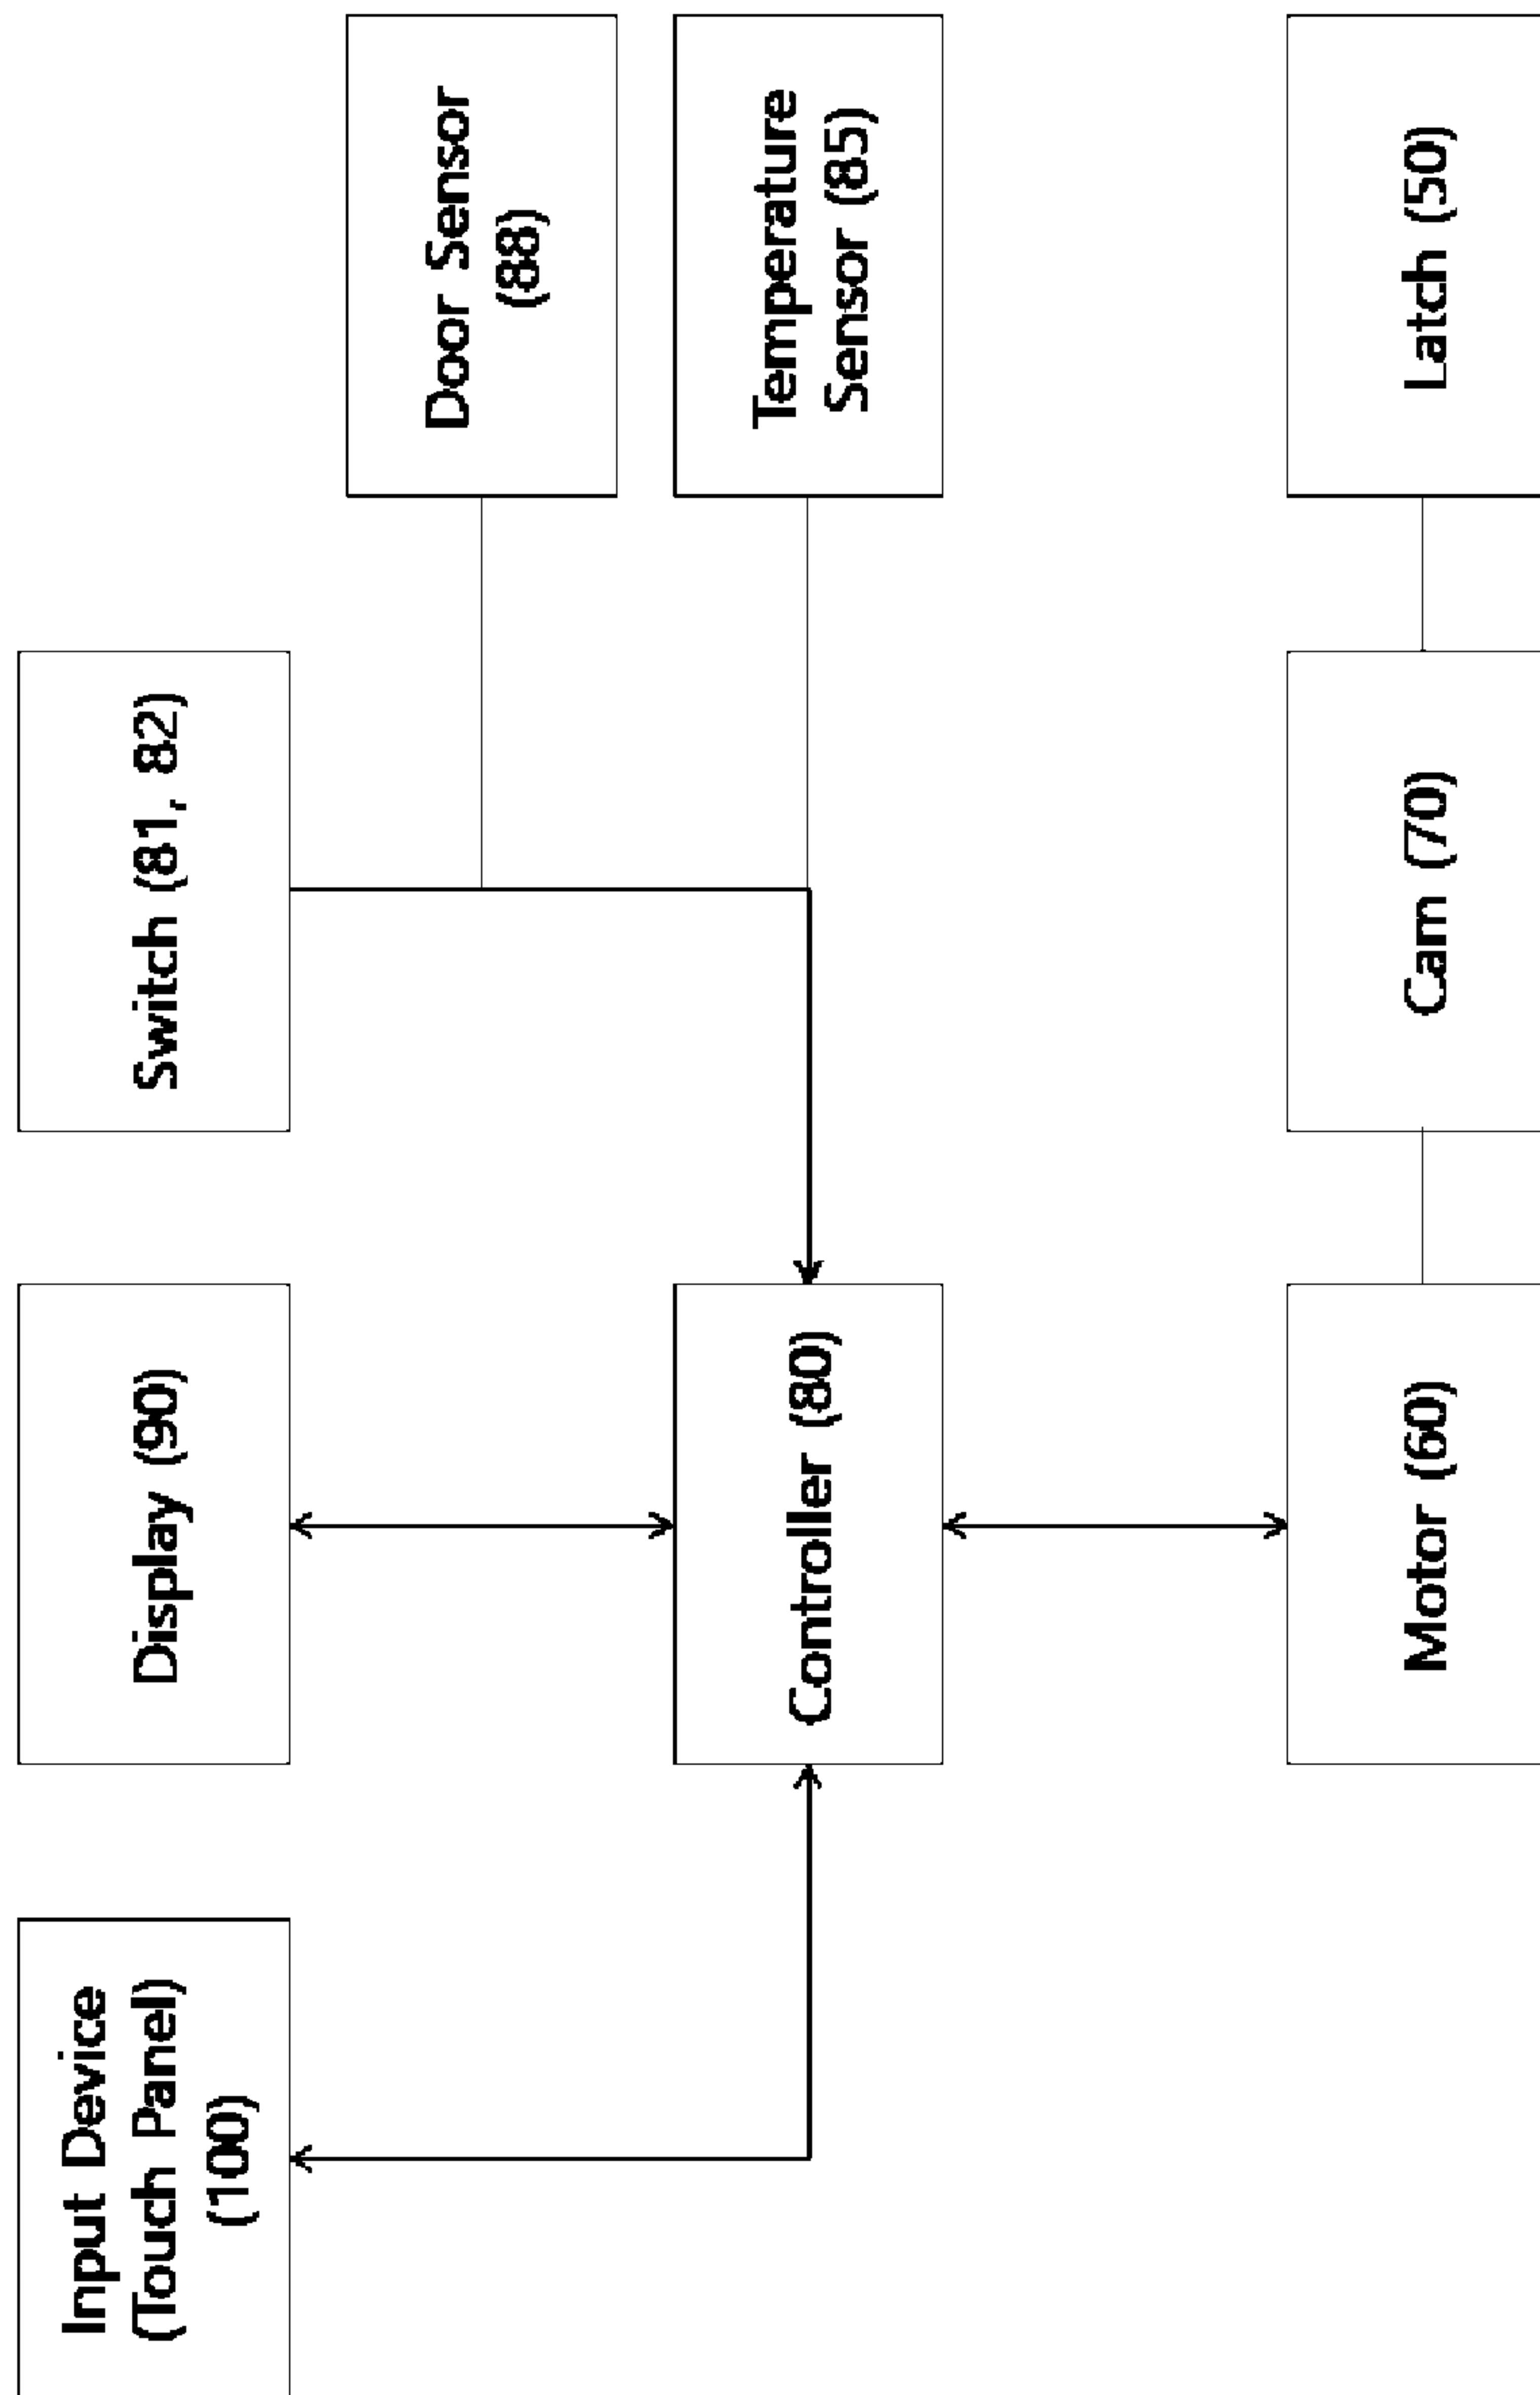 Input Device
(Touch Panel)
(100)
Display (90)
Switch (81, 82)
Door Sensor
(88)
Controller (80)
Temperature
Sensor (85)
Motor (60)
Cam (70)
Latch (50)